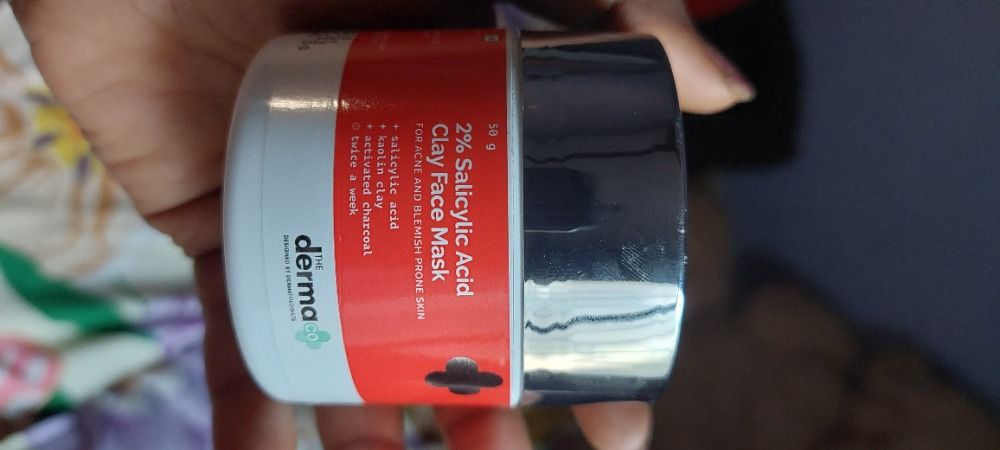 50 g
2% Salicylic Acid
Clay Face Mask
FOR ACNE AND BLEMISH PRONE SKIN
+ salicylic acid
+ kaolin clay
+ activated charcoal
twice a week
THE
derma
co
DESIGNED BY DERMATOLOGISTS